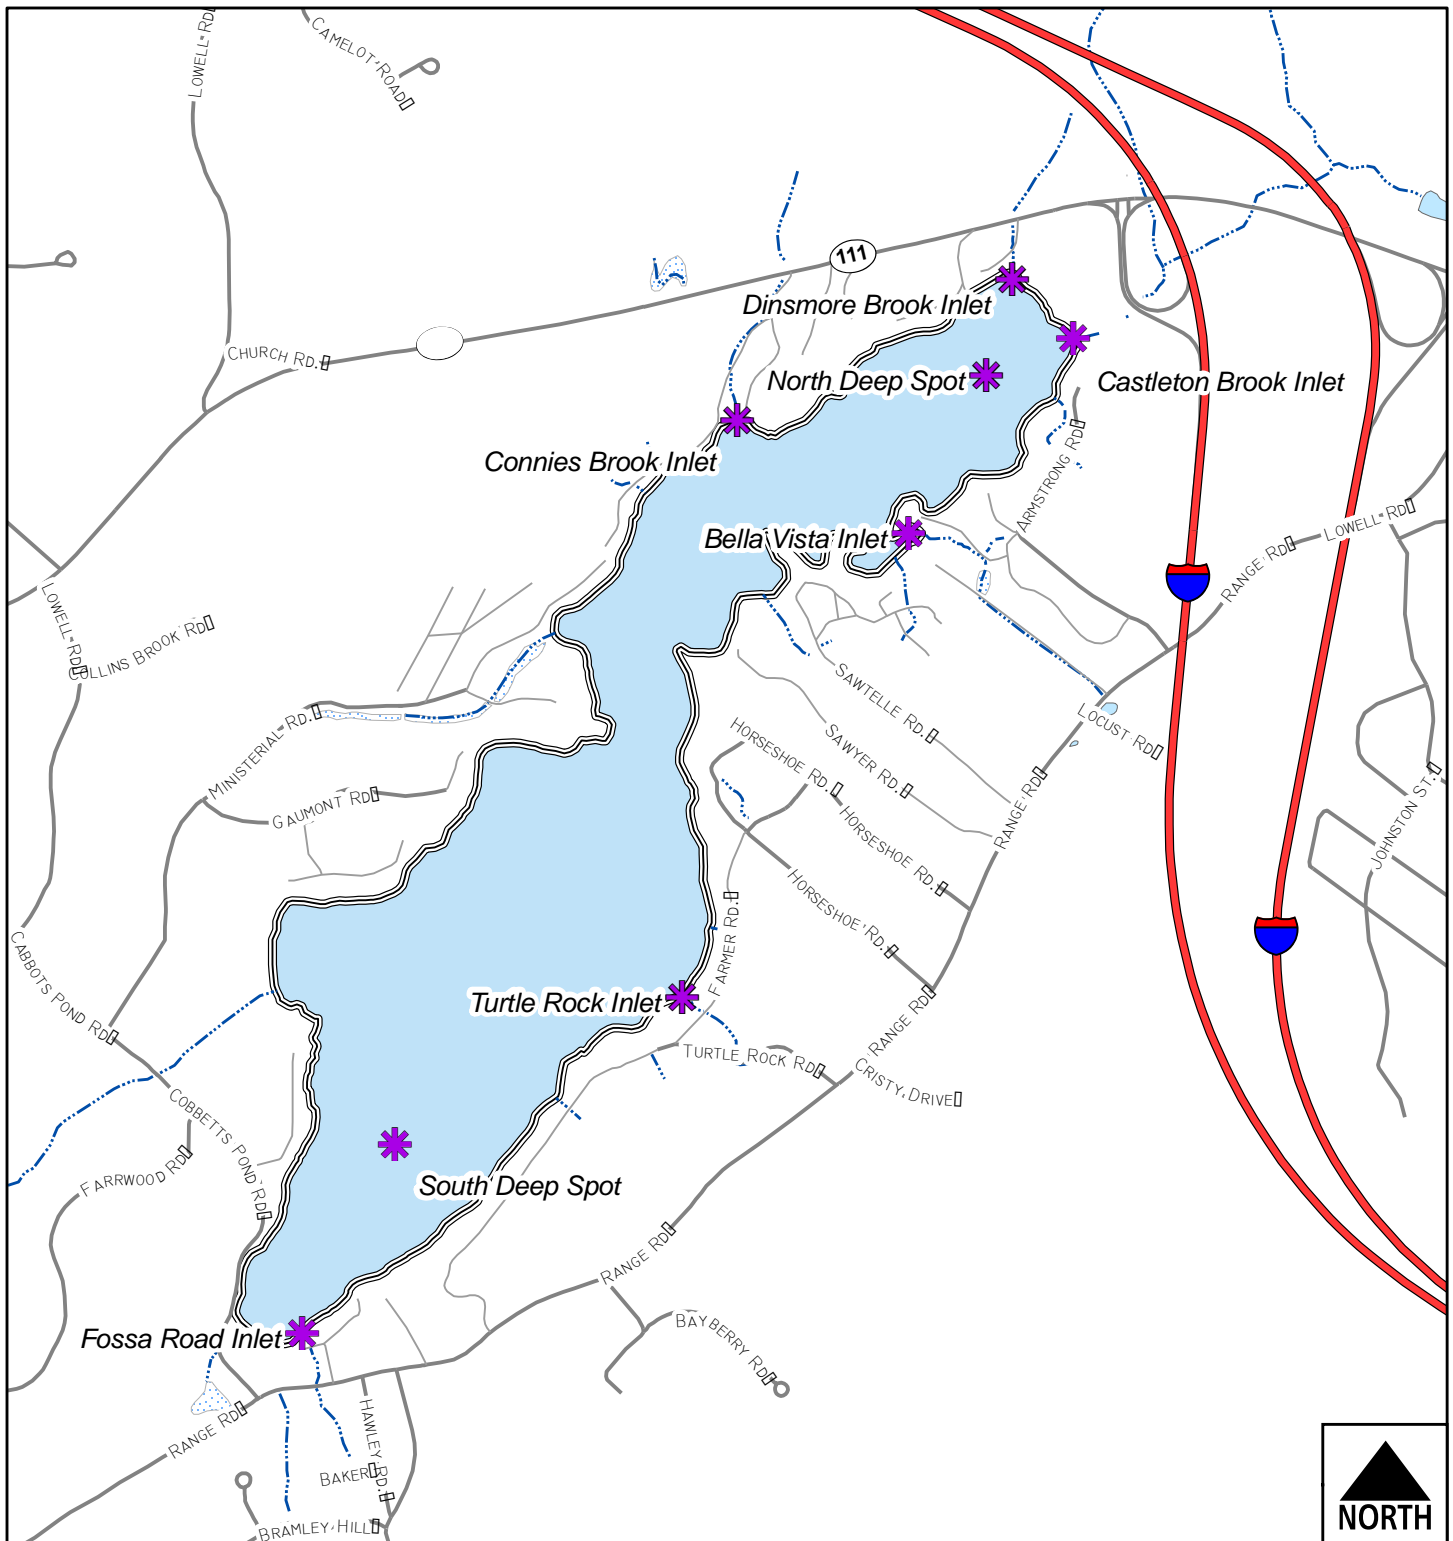 LOWELL RD
CAMELOT ROAD
111
Dinsmore Brook Inlet
CHURCH RD.
North Deep Spot
Castleton Brook Inlet
Connies Brook Inlet
ARMSTRONG RD
LOWELL RD
RANGE RD
Bella Vista Inlet
LOWELL RD
COLLINS BROOK RD
SAWTELLE RD.
LOCUST RD
MINISTERIAL RD.
HORSESHOE RD.
SAWYER RD.
RANGE RD
GAUMONT RD
HORSESHOE RD.
JOHNSTON ST.
HORSESHOE RD.
CABBOTS POND RD
FARMER RD.
Turtle Rock Inlet
RANGE RD
TURTLE ROCK RD
CRISTY DRIVE
COBBETTS POND RD
FARRWOOD RD
South Deep Spot
RANGE RD
Fossa Road Inlet
BAYBERRY RD
RANGE RD
HAWLEY RD.
BAKER
BRAMLEY HILL
NORTH